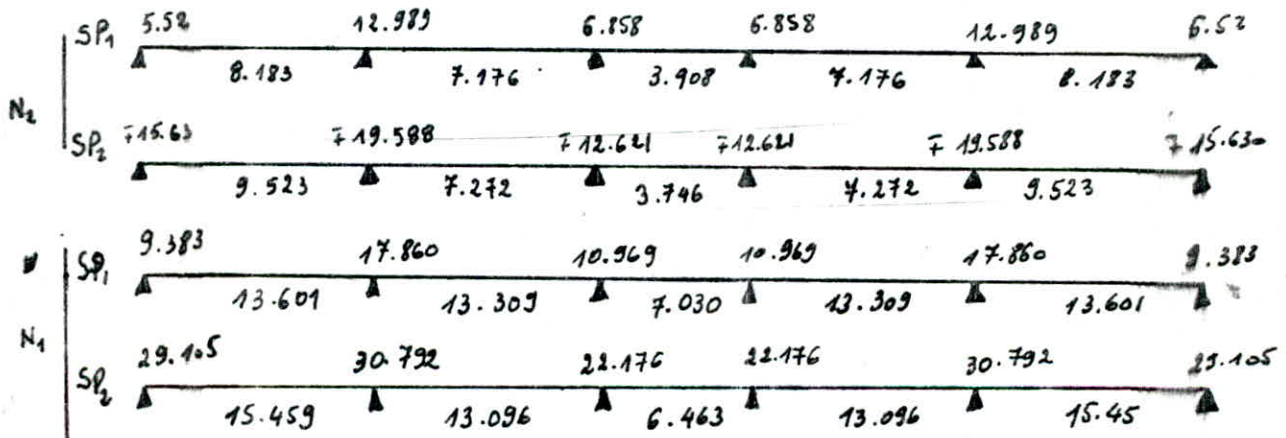 SP1 5.52 12.989 6.858 6.858 12.989 5.52
8.183 7.176 3.908 7.176 8.183
N2
SP2 ∓15.63 ∓19.588 ∓12.621 ∓12.621 ∓19.588 ∓15.630
9.523 7.272 3.746 7.272 9.523
SP1 9.383 17.860 10.969 10.969 17.860 9.383
13.601 13.309 7.030 13.309 13.601
N1
SP2 29.105 30.792 22.176 22.176 30.792 29.105
15.459 13.096 6.463 13.096 15.45